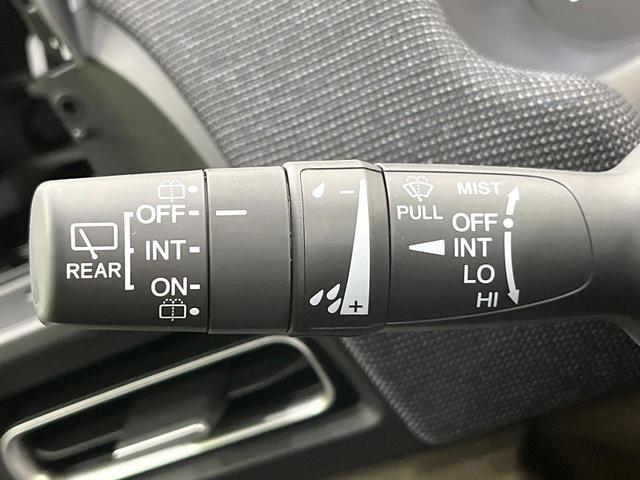 REAR
OFF
INT
ON
−
+
PULL
MIST
OFF
INT
LO
HI